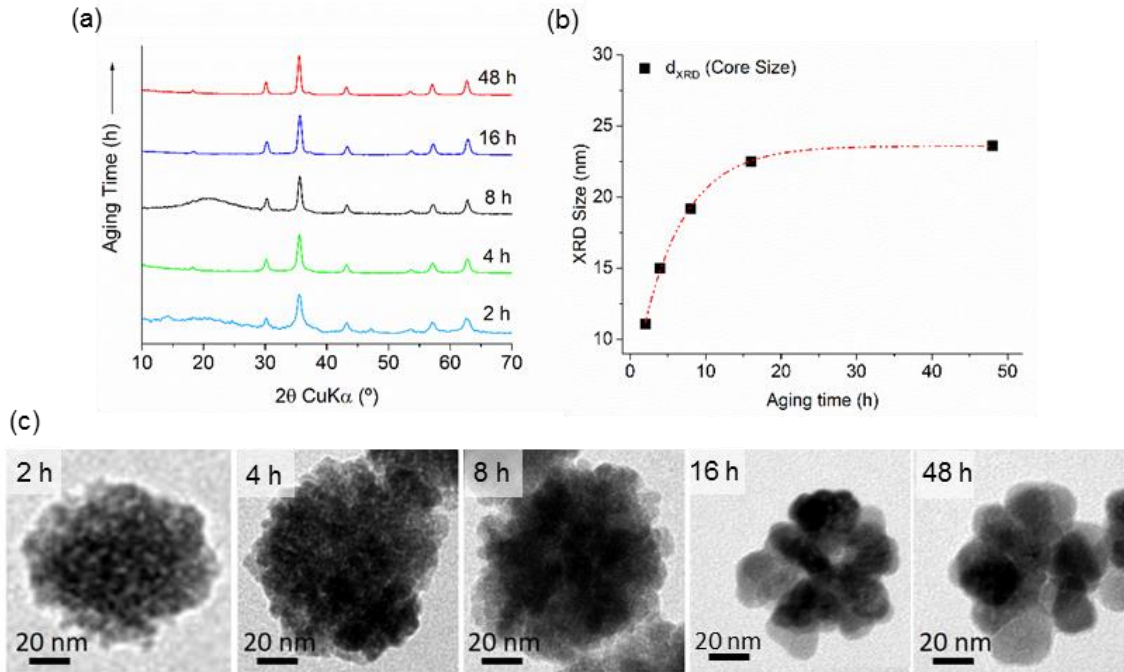 (a)
Aging Time (h)
48 h
16 h
8 h
4 h
2 h
10 20 30 40 50 60 70
2θ CuKα (º)
(b)
30
25
20
15
10
XRD Size (nm)
d_XRD (Core Size)
0 10 20 30 40 50
Aging time (h)
(c)
2 h
20 nm
4 h
20 nm
8 h
20 nm
16 h
20 nm
48 h
20 nm